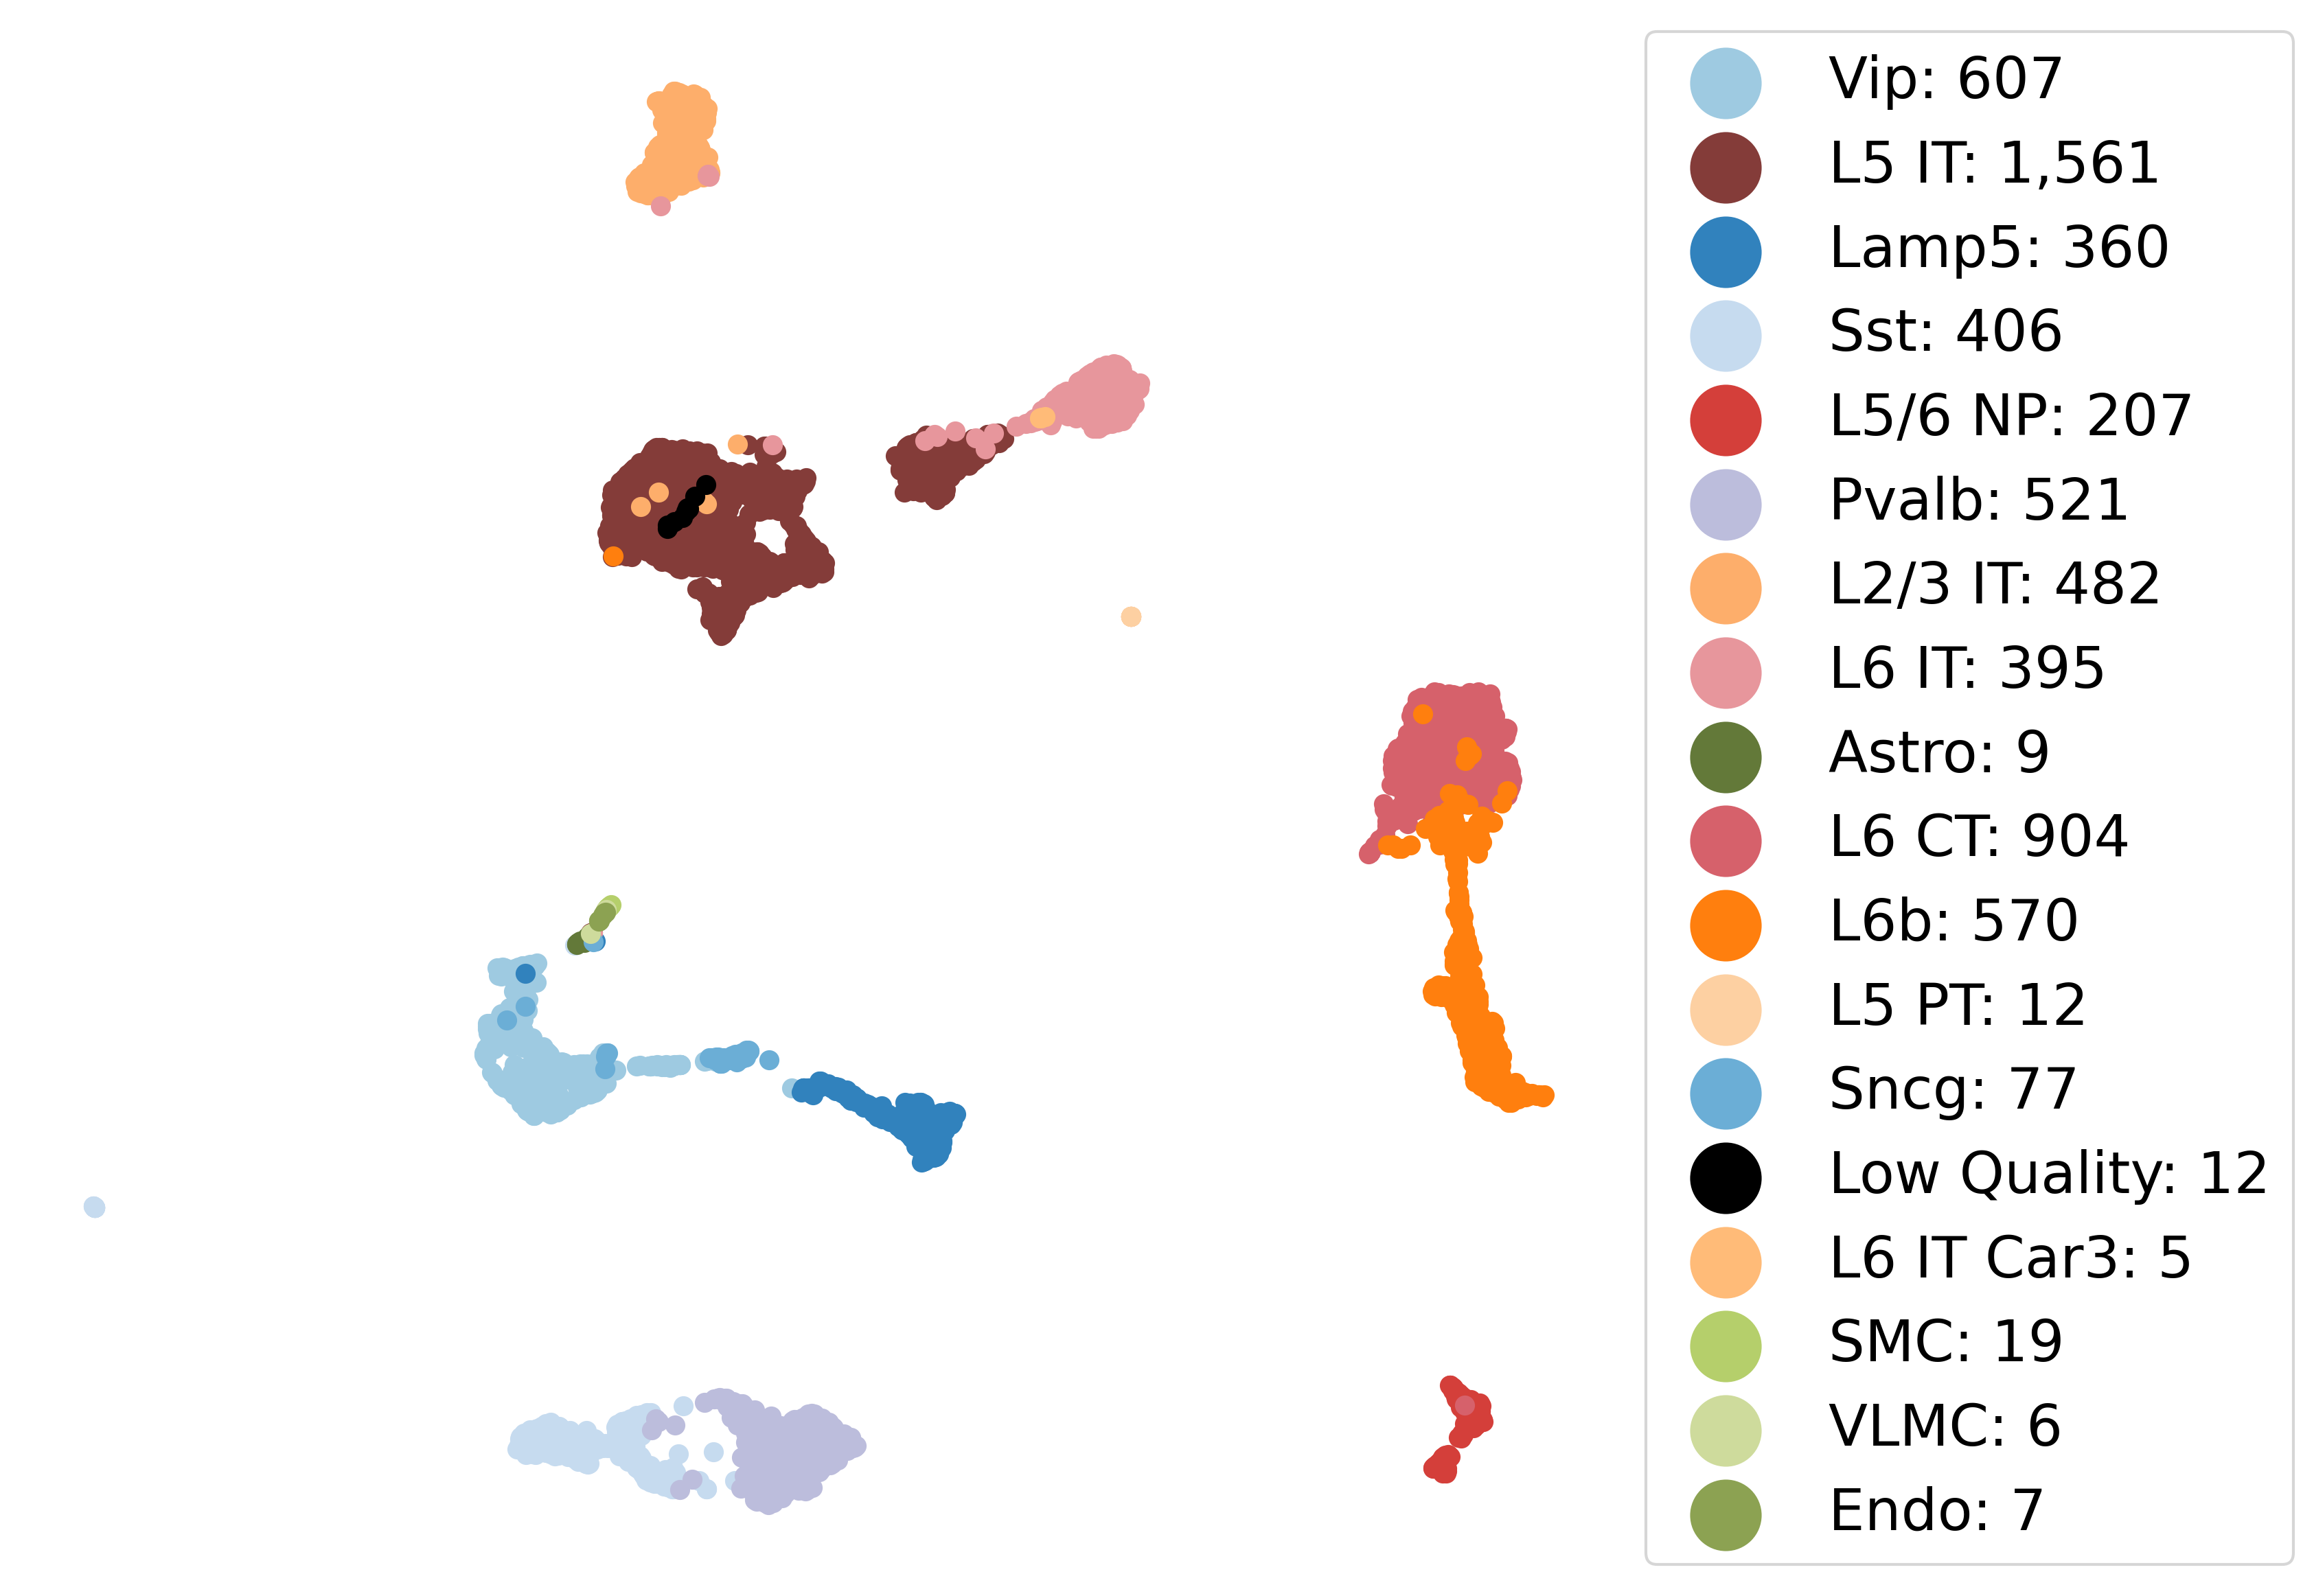 Vip: 607
L5 IT: 1,561
Lamp5: 360
Sst: 406
L5/6 NP: 207
Pvalb: 521
L2/3 IT: 482
L6 IT: 395
Astro: 9
L6 CT: 904
L6b: 570
L5 PT: 12
Sncg: 77
Low Quality: 12
L6 IT Car3: 5
SMC: 19
VLMC: 6
Endo: 7